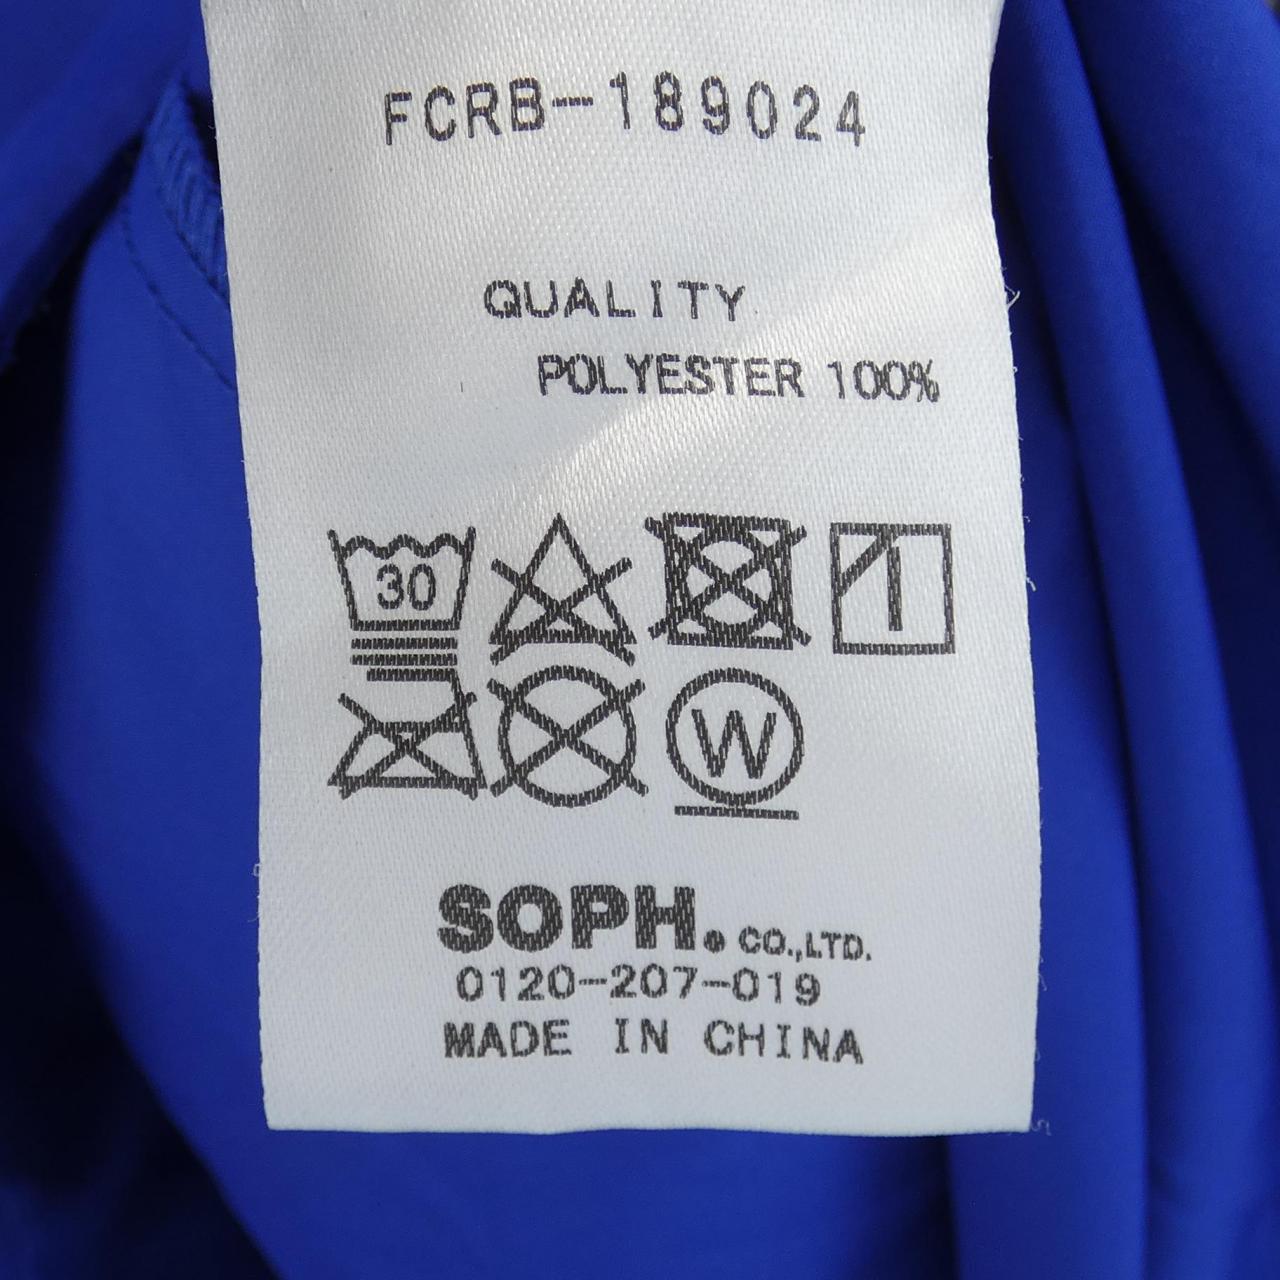 FCRB-189024
QUALITY
POLYESTER 100%
30
W
SOPH. CO.,LTD.
0120-207-019
MADE IN CHINA